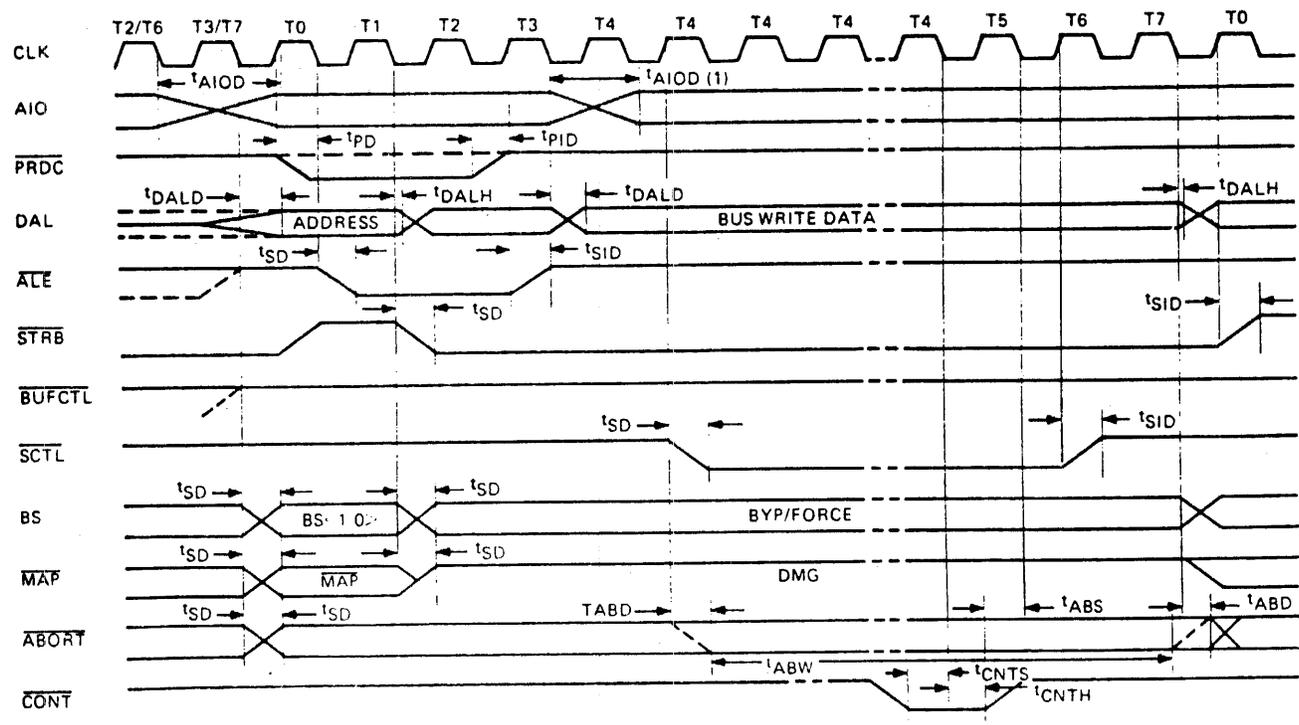 T2/T6 T3/T7 T0 T1 T2 T3 T4 T4 T4 T4 T4 T5 T6 T7 T0
CLK
tAIOD tAIOD (1)
AIO
tPD tPID
PRDC
tDALD tDALH tDALD tDALH
DAL ADDRESS BUS WRITE DATA
tSD tSID
ALE
tSD tSID
STRB
BUFCTL
tSD tSID
SCTL
tSD tSD
BS BS<1 0> BYP/FORCE
tSD tSD
MAP MAP DMG
tSD tSD TABD tABS tABD
ABORT
tABW tCNTS
CONT tCNTH